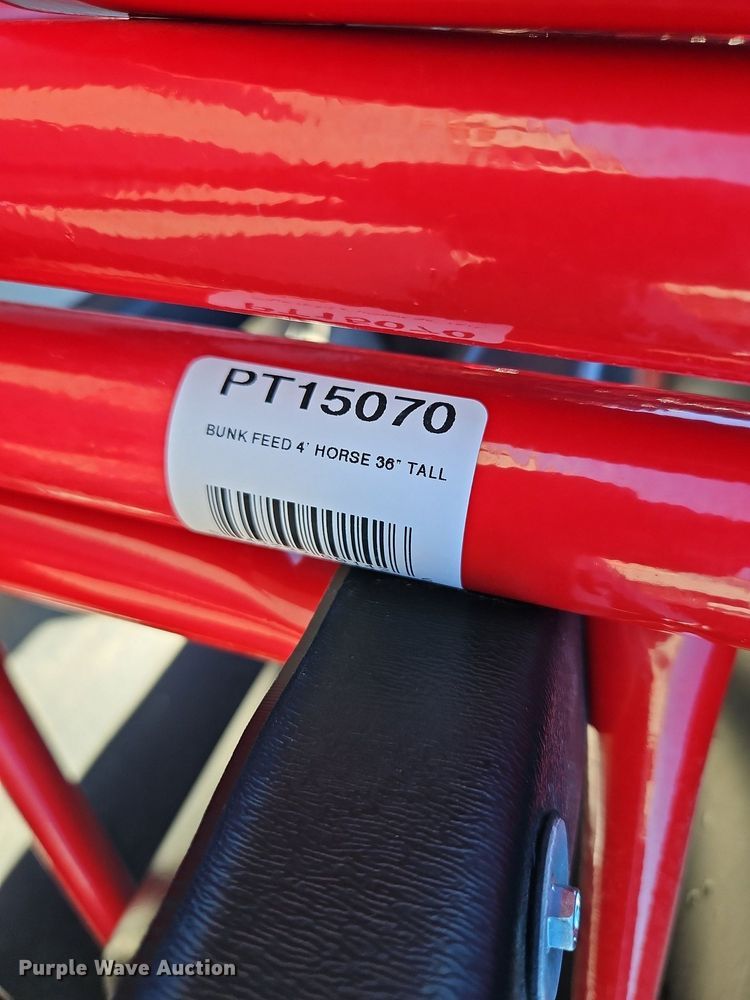 PT15070
BUNK FEED 4' HORSE 36" TALL
Purple Wave Auction